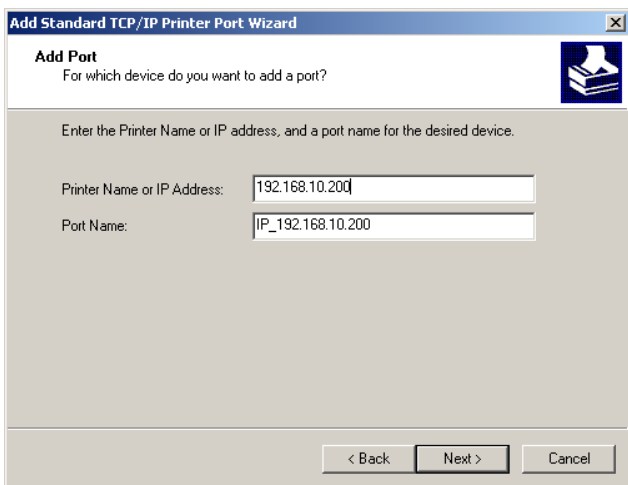 Add Standard TCP/IP Printer Port Wizard
Add Port
For which device do you want to add a port?
Enter the Printer Name or IP address, and a port name for the desired device.
Printer Name or IP Address: 192.168.10.200
Port Name: IP_192.168.10.200
< Back Next > Cancel